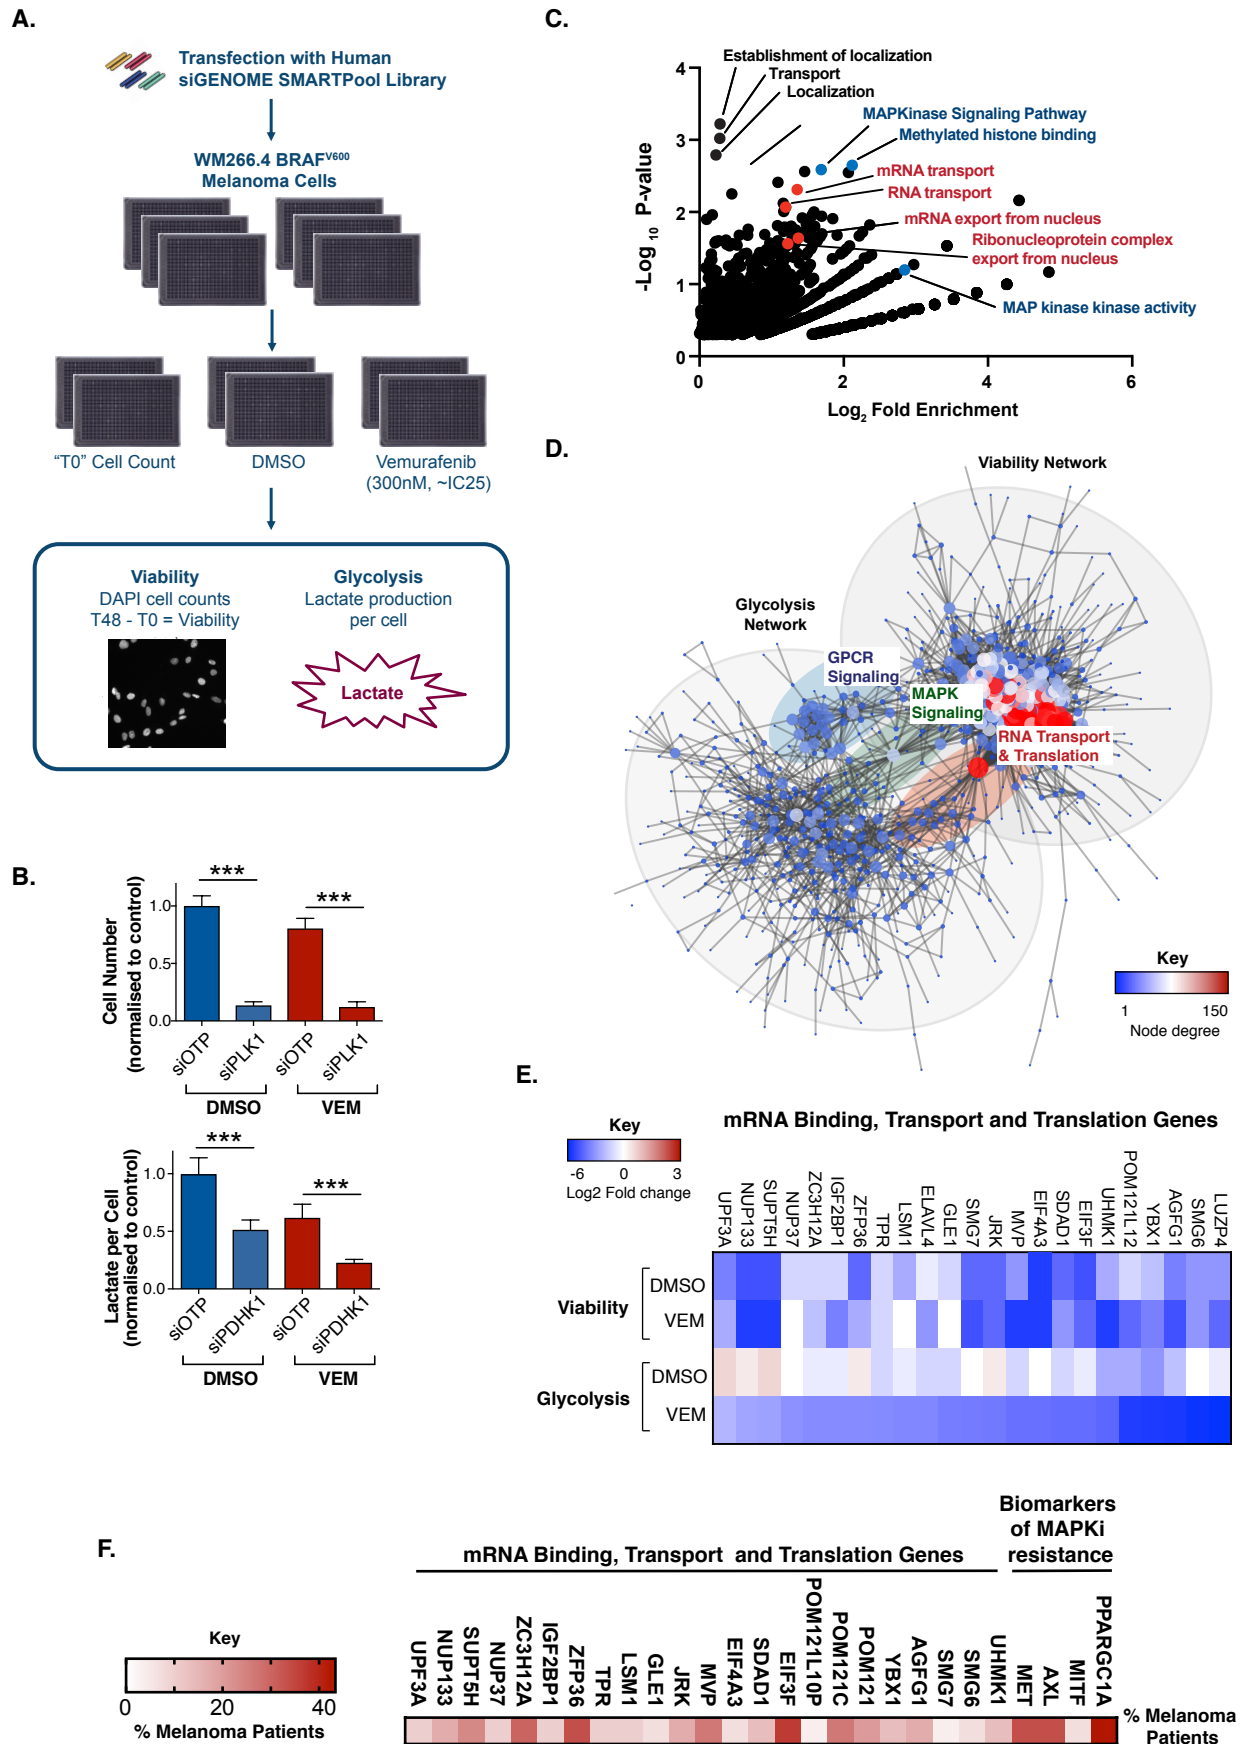 A.
Transfection with Human
siGENOME SMARTPool Library
WM266.4 BRAFV600
Melanoma Cells
“T0” Cell Count
DMSO
Vemurafenib
(300nM, ~IC25)
Viability
DAPI cell counts
T48 - T0 = Viability
Glycolysis
Lactate production
per cell
Lactate
B.
Cell Number
(normalised to control)
1.0
0.5
0.0
***
***
siOTP
siPLK1
siOTP
siPLK1
DMSO
VEM
Lactate per Cell
(normalised to control)
1.0
0.5
0.0
***
***
siOTP
siPDHK1
siOTP
siPDHK1
DMSO
VEM
C.
-Log10 P-value
4
3
2
1
0
0
2
4
6
Log2 Fold Enrichment
Establishment of localization
Transport
Localization
MAPKinase Signaling Pathway
Methylated histone binding
mRNA transport
RNA transport
mRNA export from nucleus
Ribonucleoprotein complex
export from nucleus
MAP kinase kinase activity
D.
Viability Network
Glycolysis
Network
GPCR
Signaling
MAPK
Signaling
RNA Transport
& Translation
Key
1
150
Node degree
E.
Key
-6
0
3
Log2 Fold change
mRNA Binding, Transport and Translation Genes
UPF3A
NUP133
SUPT5H
NUP37
ZC3H12A
IGF2BP1
ZFP36
TPR
LSM1
ELAVL4
GLE1
SMG7
JRK
MVP
EIF4A3
SDAD1
EIF3F
UHMK1
POM121L12
YBX1
AGFG1
SMG6
LUZP4
Viability
DMSO
VEM
Glycolysis
DMSO
VEM
F.
Key
0
20
40
% Melanoma Patients
mRNA Binding, Transport and Translation Genes
Biomarkers
of MAPKi
resistance
UPF3A
NUP133
SUPT5H
NUP37
ZC3H12A
IGF2BP1
ZFP36
TPR
LSM1
GLE1
JRK
MVP
EIF4A3
SDAD1
EIF3F
POM121L10P
POM121C
POM121
YBX1
AGFG1
SMG7
SMG6
UHMK1
MET
AXL
MITF
PPARGC1A
% Melanoma
Patients